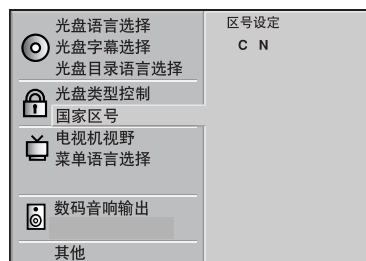 光盘语言选择
光盘字幕选择
光盘目录语言选择
光盘类型控制
国家区号
电视机视野
菜单语言选择
数码音响输出
其他
区号设定
C N